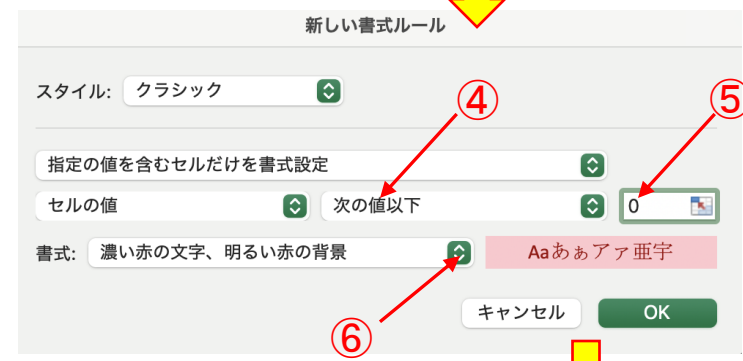 新しい書式ルール
スタイル: クラシック
④ ⑤
指定の値を含むセルだけを書式設定
セルの値 次の値以下 0
書式: 濃い赤の文字、明るい赤の背景 Aaあぁアァ亜宇
キャンセル OK
⑥